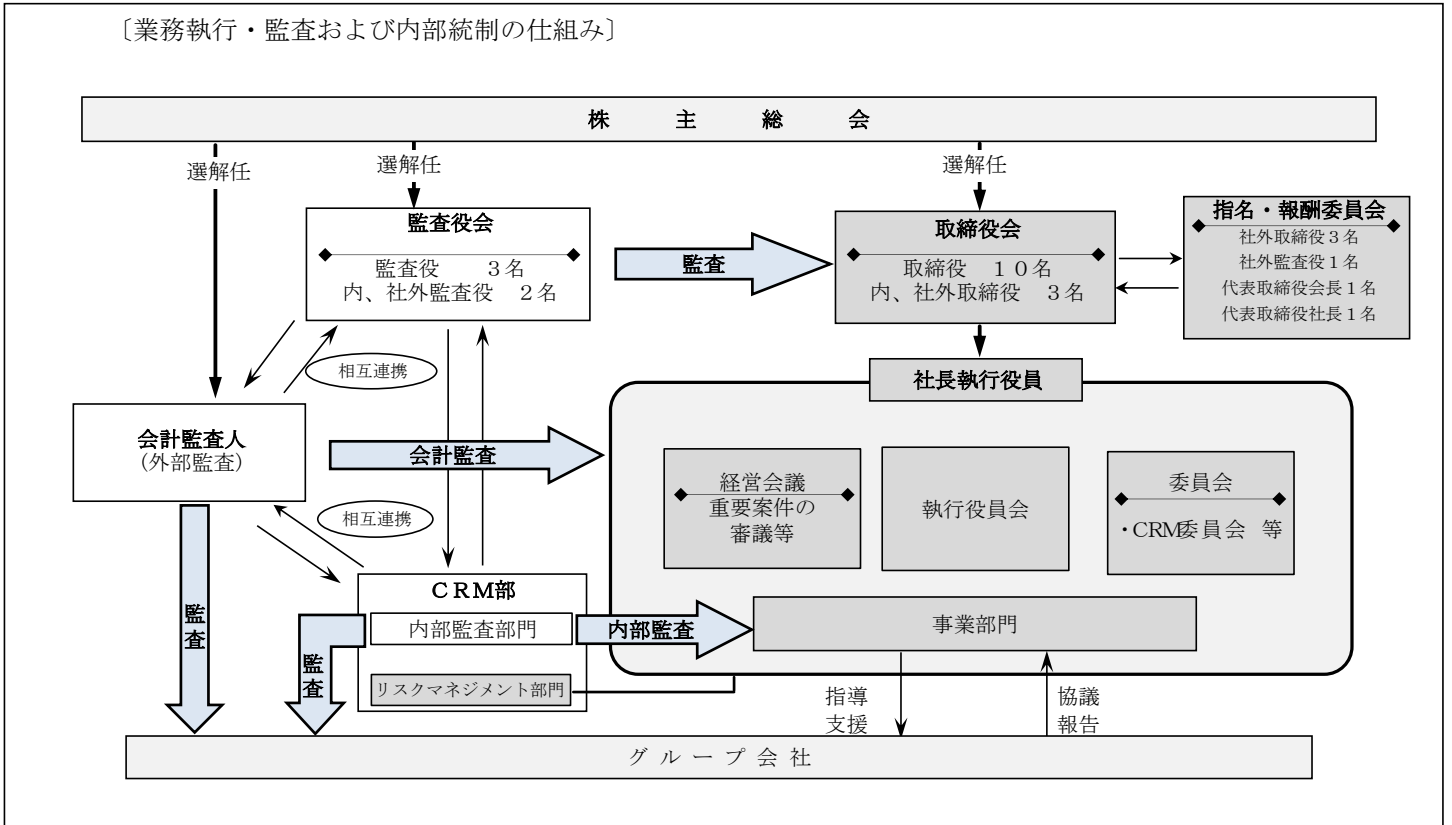 〔業務執行・監査および内部統制の仕組み〕
株 主 総 会
選解任
選解任
選解任
監査役会
監査役 3名
内、社外監査役 2名
監査
取締役会
取締役 10名
内、社外取締役 3名
指名・報酬委員会
社外取締役3名
社外監査役1名
代表取締役会長1名
代表取締役社長1名
相互連携
社長執行役員
会計監査人
(外部監査)
会計監査
経営会議
重要案件の
審議等
執行役員会
委員会
・CRM委員会 等
相互連携
CRM部
内部監査部門
内部監査
事業部門
監査
監査
リスクマネジメント部門
指導
支援
協議
報告
グループ会社